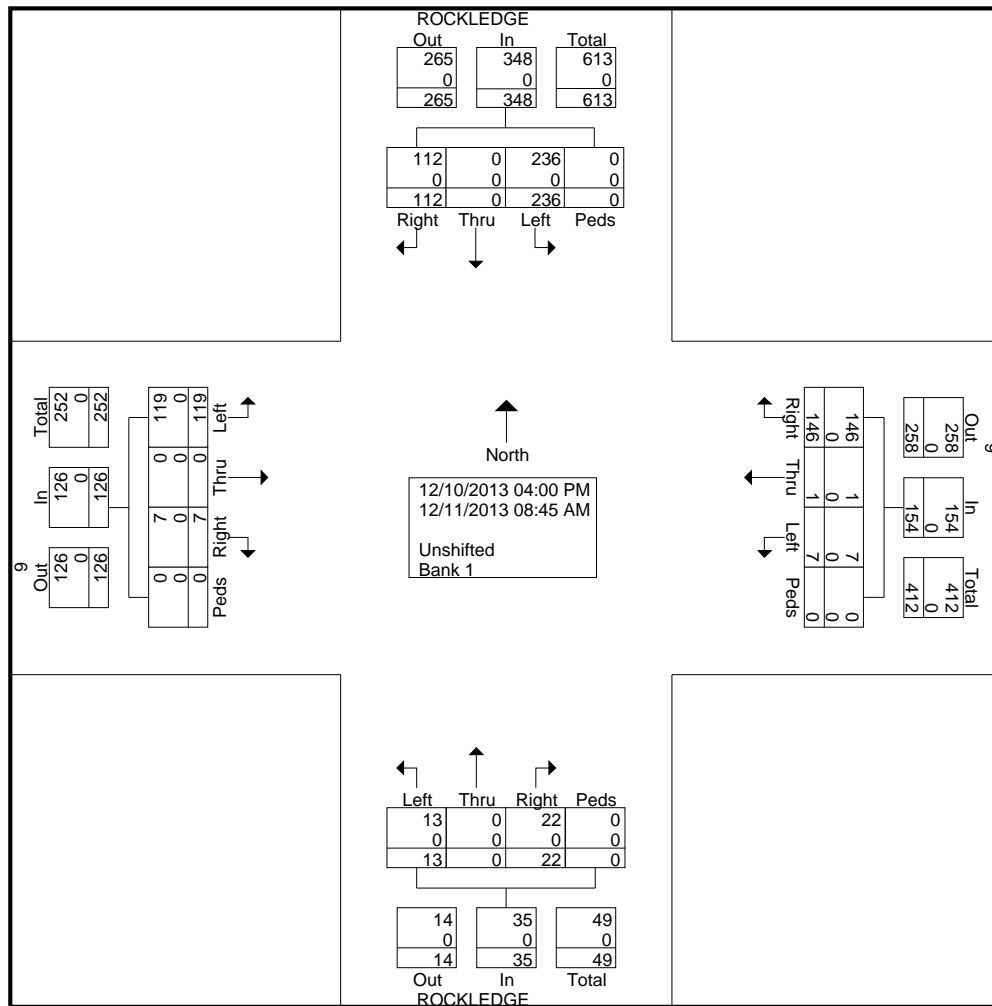 ROCKLEDGE
Out In Total
265 348 613
0 0 0
265 348 613
112 0 236 0
0 0 0 0
112 0 236 0
Right Thru Left Peds
Total
252
0
252
In
126
0
126
Out
126
0
126
9
119 0 119
Left
0 0 0
Thru
7 0 7
Right
0 0 0
Peds
North
12/10/2013 04:00 PM
12/11/2013 08:45 AM
Unshifted
Bank 1
Right
146 0 146
Thru
1 0 1
Left
7 0 7
Peds
0 0 0
Out
258
0
258
9
In
154
0
154
Total
412
0
412
Left Thru Right Peds
13 0 22 0
0 0 0 0
13 0 22 0
14 35 49
0 0 0
14 35 49
Out In Total
ROCKLEDGE